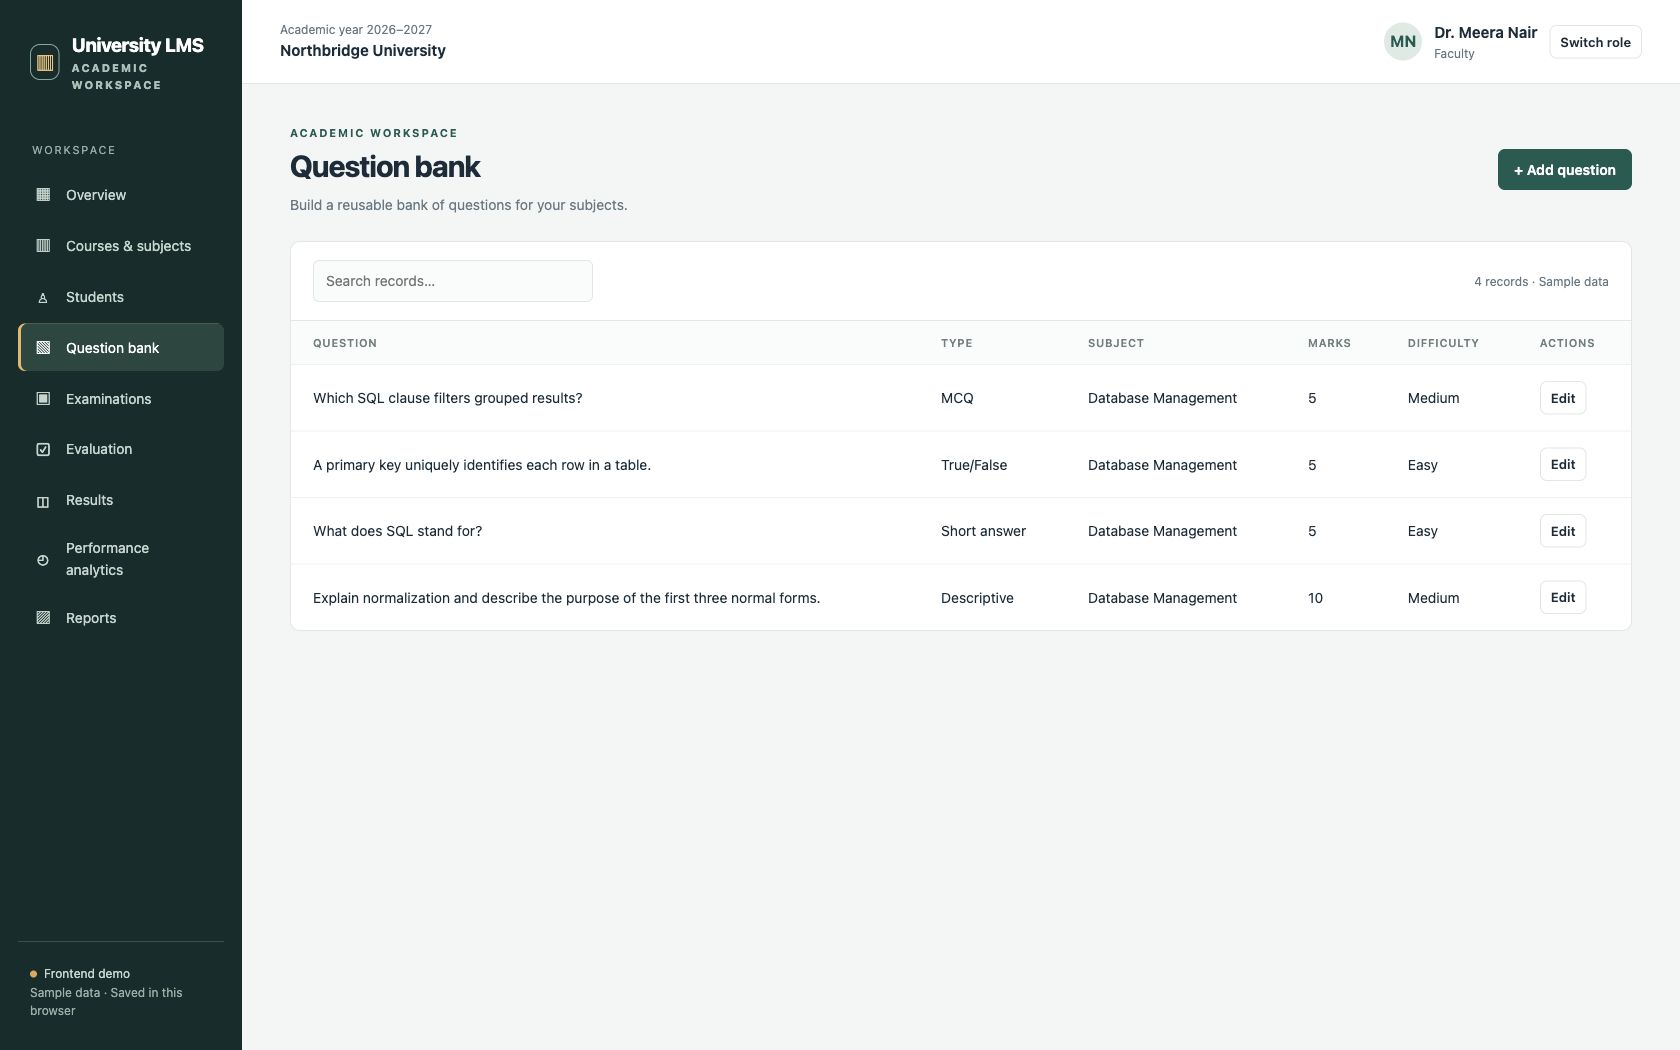 University LMS
ACADEMIC
WORKSPACE
WORKSPACE
Overview
Courses & subjects
Students
Question bank
Examinations
Evaluation
Results
Performance
analytics
Reports
Frontend demo
Sample data · Saved in this
browser
Academic year 2026–2027
Northbridge University
MN
Dr. Meera Nair
Faculty
Switch role
ACADEMIC WORKSPACE
Question bank
Build a reusable bank of questions for your subjects.
+ Add question
Search records...
4 records · Sample data
QUESTION TYPE SUBJECT MARKS DIFFICULTY ACTIONS
Which SQL clause filters grouped results? MCQ Database Management 5 Medium Edit
A primary key uniquely identifies each row in a table. True/False Database Management 5 Easy Edit
What does SQL stand for? Short answer Database Management 5 Easy Edit
Explain normalization and describe the purpose of the first three normal forms. Descriptive Database Management 10 Medium Edit